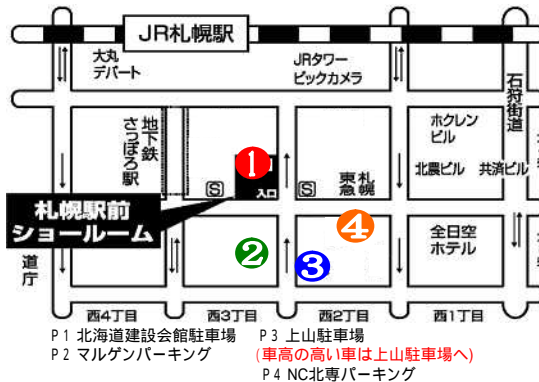 JR札幌駅
大丸
デパート
JRタワー
ビックカメラ
石狩街道
地下鉄
さっぽろ駅
ホクレン
ビル
1
S
入口
S
札幌
東急
北農ビル
共済ビル
札幌駅前
ショールーム
道庁
2
3
4
全日空
ホテル
西4丁目
西3丁目
西2丁目
西1丁目
P1 北海道建設会館駐車場
P3 上山駐車場
P2 マルゲンパーキング
(車高の高い車は上山駐車場へ)
P4 NC北専パーキング